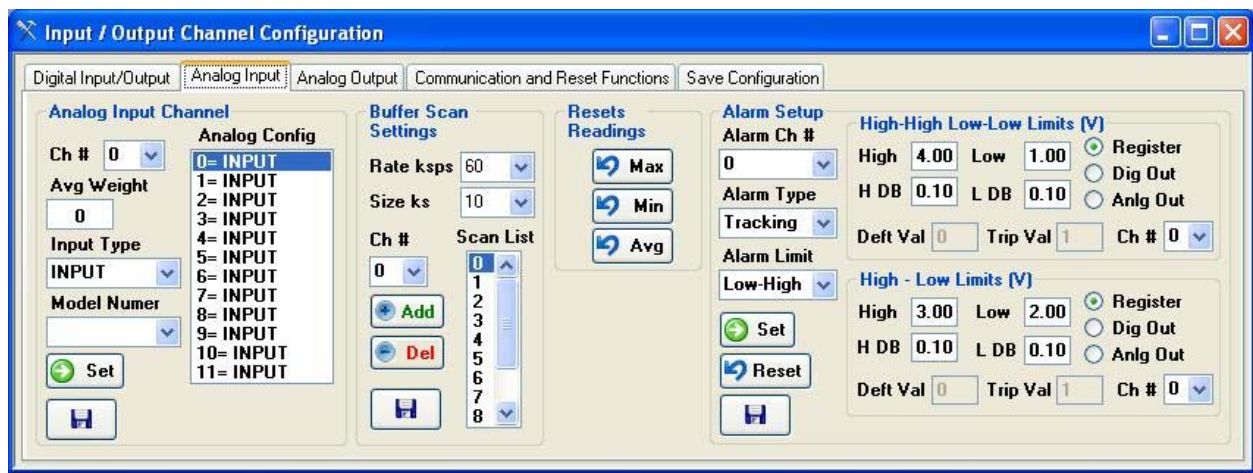 Input / Output Channel Configuration
Digital Input/Output Analog Input Analog Output Communication and Reset Functions Save Configuration
Analog Input Channel
Ch # 0
Avg Weight
0
Input Type
INPUT
Model Numer
Set
Analog Config
0= INPUT
1= INPUT
2= INPUT
3= INPUT
4= INPUT
5= INPUT
6= INPUT
7= INPUT
8= INPUT
9= INPUT
10= INPUT
11= INPUT
Buffer Scan
Settings
Rate ksps 60
Size ks 10
Ch #
0
Add
Del
Scan List
0
1
2
3
4
5
6
7
8
Resets
Readings
Max
Min
Avg
Alarm Setup
Alarm Ch #
0
Alarm Type
Tracking
Alarm Limit
Low-High
Set
Reset
High-High Low-Low Limits (V)
High 4.00 Low 1.00
H DB 0.10 L DB 0.10
Register
Dig Out
Anlg Out
Deft Val 0 Trip Val 1 Ch # 0
High - Low Limits (V)
High 3.00 Low 2.00
H DB 0.10 L DB 0.10
Register
Dig Out
Anlg Out
Deft Val 0 Trip Val 1 Ch # 0